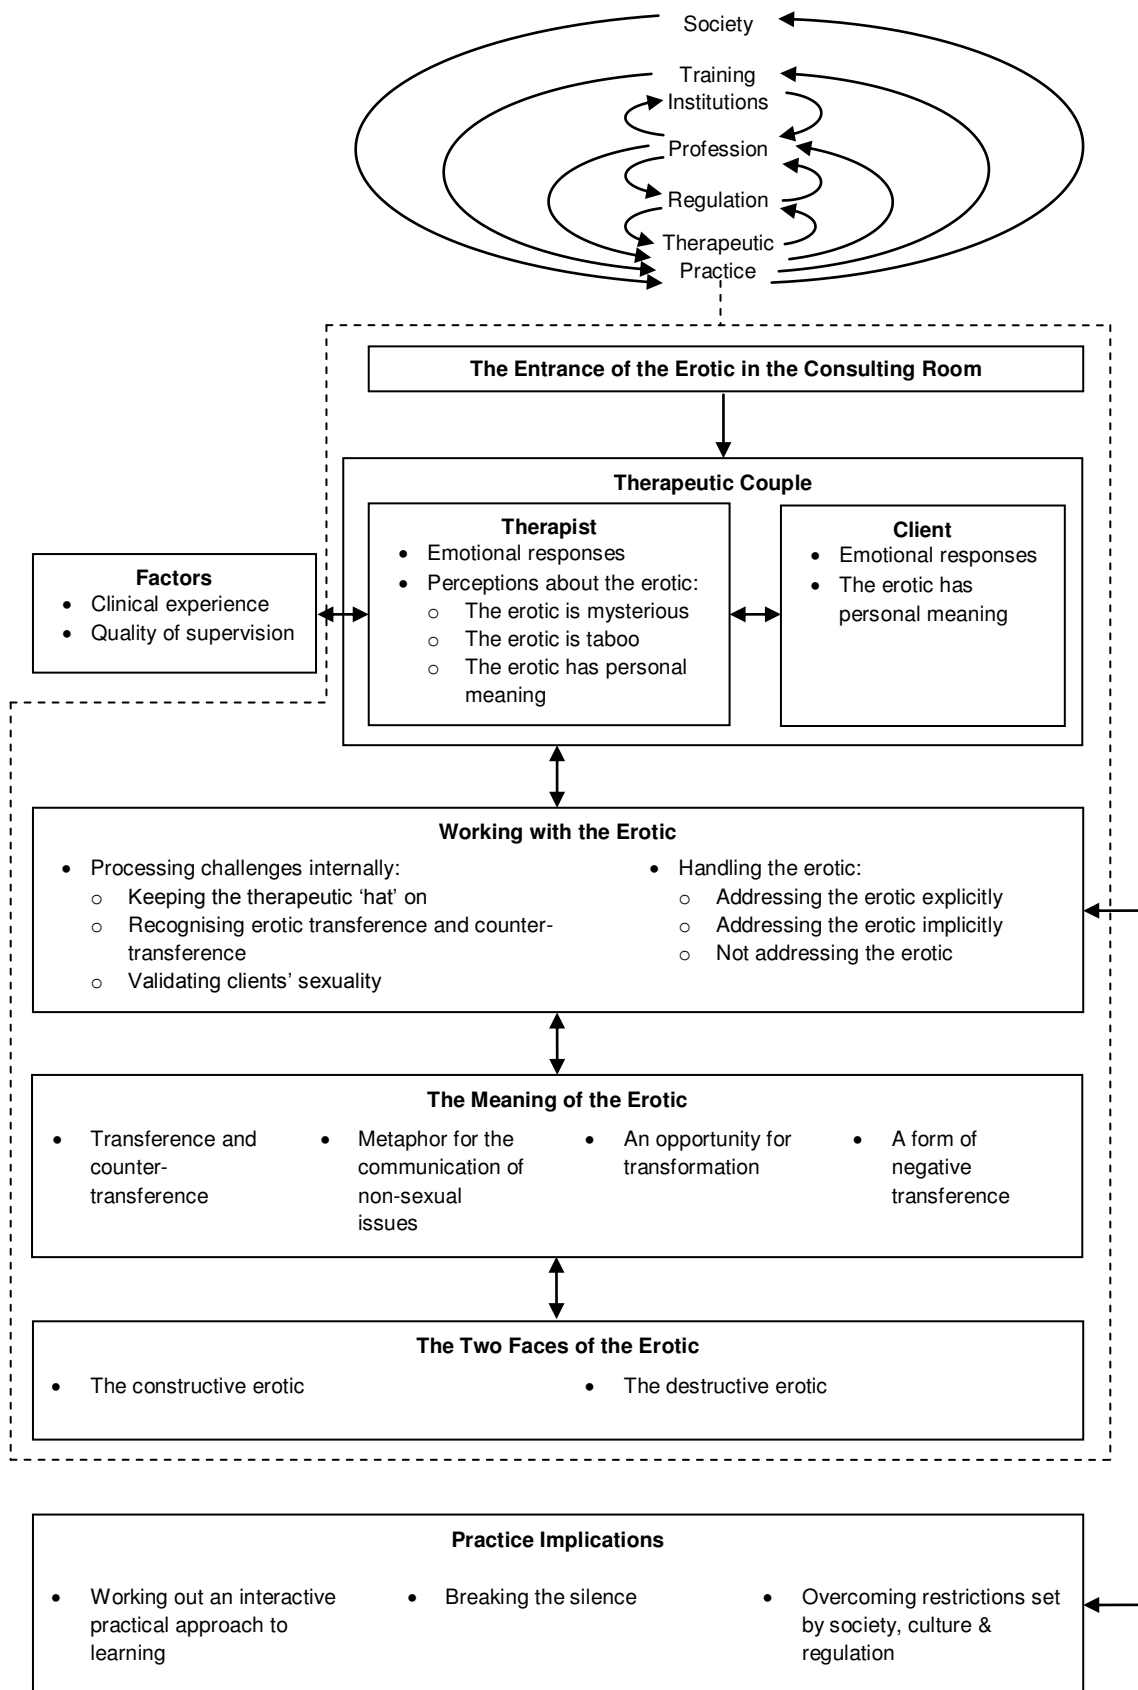 Society
Training
Institutions
Profession
Regulation
Therapeutic
Practice
The Entrance of the Erotic in the Consulting Room
Therapeutic Couple
Therapist
• Emotional responses
• Perceptions about the erotic:
o The erotic is mysterious
o The erotic is taboo
o The erotic has personal
meaning
Client
• Emotional responses
• The erotic has
personal meaning
Factors
• Clinical experience
• Quality of supervision
Working with the Erotic
• Processing challenges internally:
o Keeping the therapeutic ‘hat’ on
o Recognising erotic transference and counter-
transference
o Validating clients’ sexuality
• Handling the erotic:
o Addressing the erotic explicitly
o Addressing the erotic implicitly
o Not addressing the erotic
The Meaning of the Erotic
• Transference and
counter-
transference
• Metaphor for the
communication of
non-sexual
issues
• An opportunity for
transformation
• A form of
negative
transference
The Two Faces of the Erotic
• The constructive erotic
• The destructive erotic
Practice Implications
• Working out an interactive
practical approach to
learning
• Breaking the silence
• Overcoming restrictions set
by society, culture &
regulation